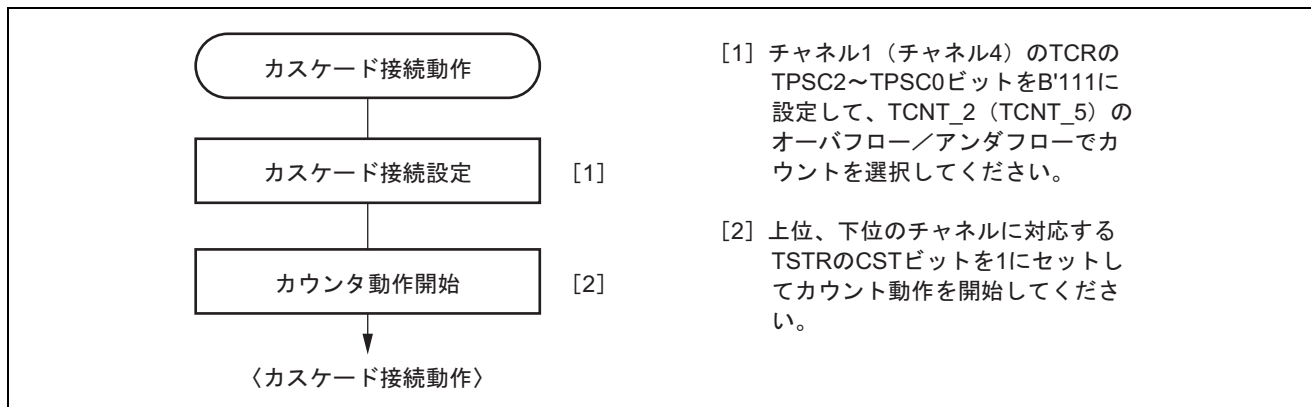 カスケード接続動作
カスケード接続設定 [1]
カウンタ動作開始 [2]
〈カスケード接続動作〉
[1] チャネル1（チャネル4）のTCRの
TPSC2～TPSC0ビットをB'111に
設定して、TCNT_2（TCNT_5）の
オーバフロー／アンダフローでカ
ウントを選択してください。
[2] 上位、下位のチャネルに対応する
TSTRのCSTビットを1にセットし
てカウント動作を開始してくださ
い。